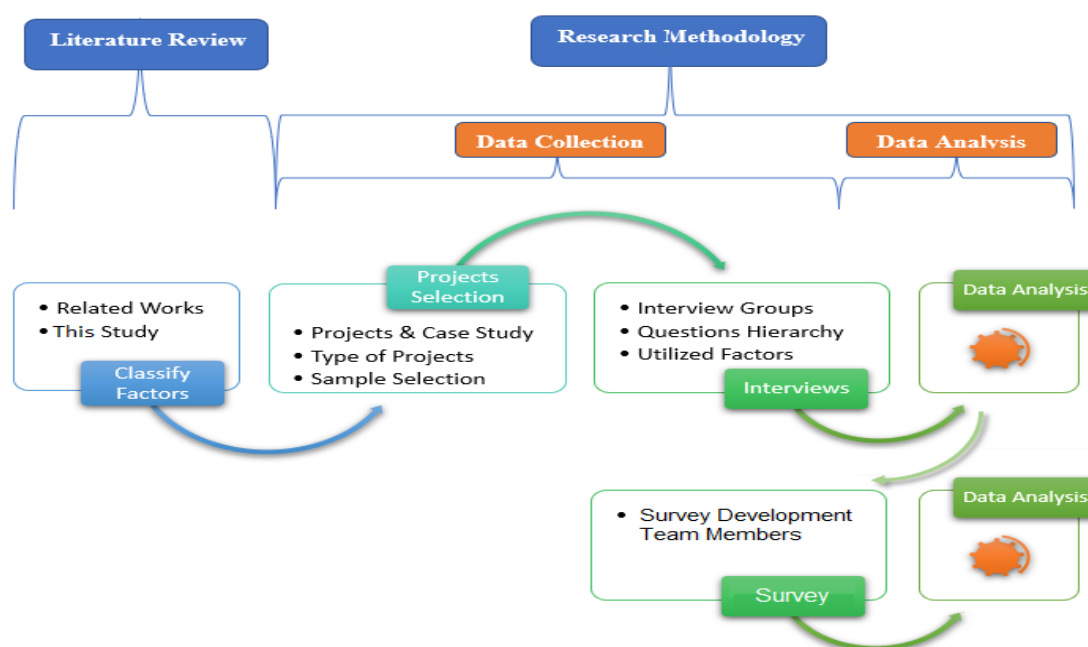 Literature Review
Research Methodology
Data Collection
Data Analysis
• Related Works
• This Study
Classify
Factors
Projects
Selection
• Projects & Case Study
• Type of Projects
• Sample Selection
• Interview Groups
• Questions Hierarchy
• Utilized Factors
Interviews
Data Analysis
• Survey Development
Team Members
Survey
Data Analysis